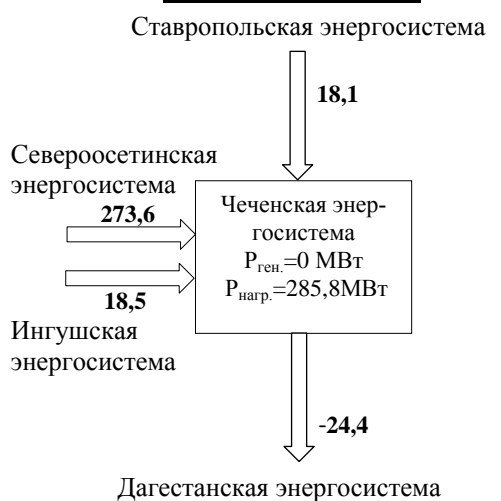 Ставропольская энергосистема
18,1
Североосетинская
энергосистема
273,6
18,5
Ингушская
энергосистема
Чеченская энер-
госистема
Pген.=0 МВт
Pнагр.=285,8МВт
-24,4
Дагестанская энергосистема